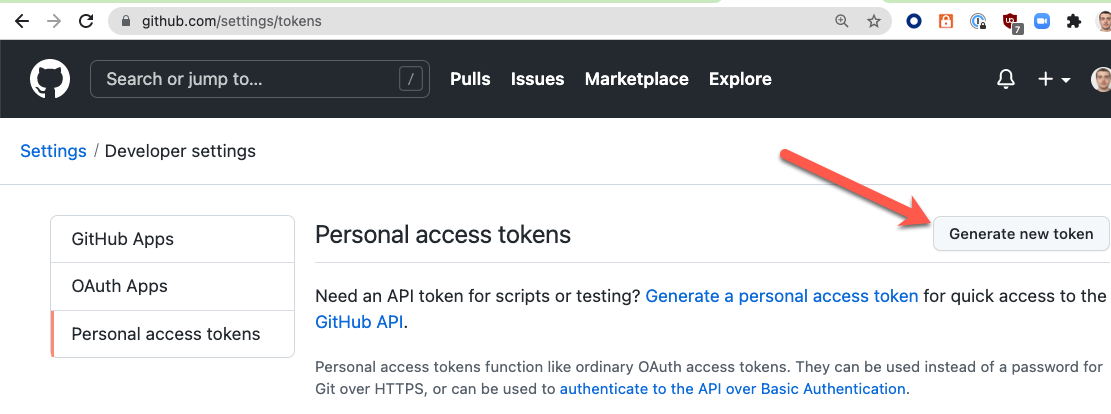 github.com/settings/tokens
7
Search or jump to... /
Pulls Issues Marketplace Explore
Settings / Developer settings
GitHub Apps
OAuth Apps
Personal access tokens
Personal access tokens
Generate new token
Need an API token for scripts or testing? Generate a personal access token for quick access to the
GitHub API.
Personal access tokens function like ordinary OAuth access tokens. They can be used instead of a password for
Git over HTTPS, or can be used to authenticate to the API over Basic Authentication.